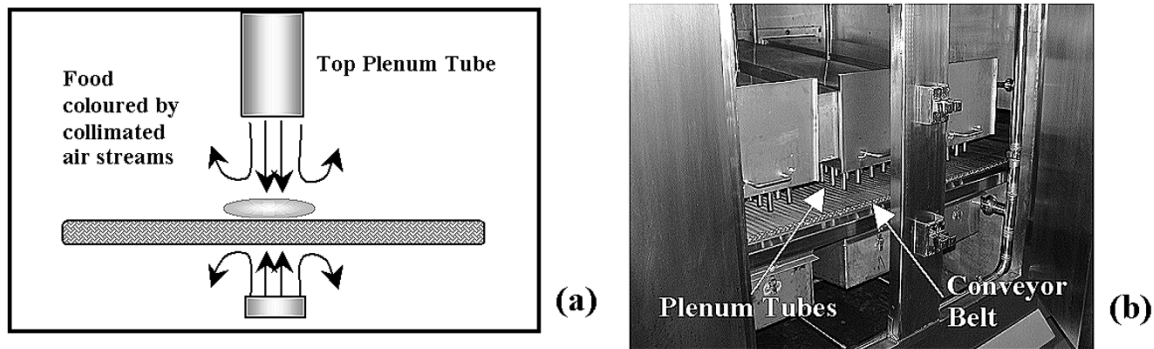 Top Plenum Tube
Food
coloured by
collimated
air streams
(a)
Plenum Tubes
Conveyor
Belt
(b)